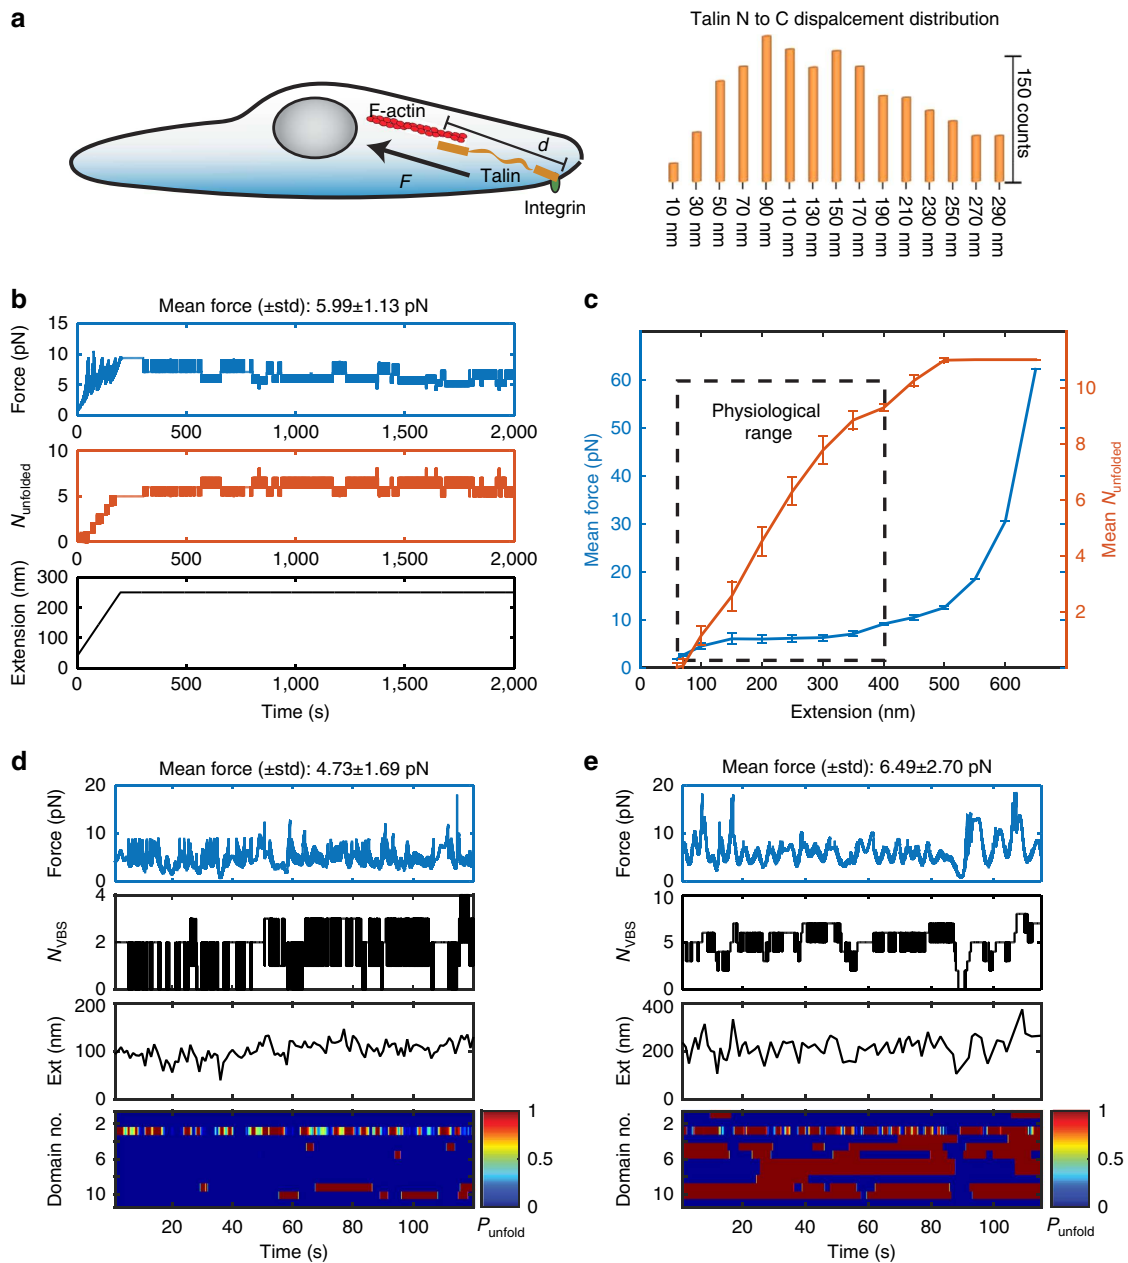 a
F-actin
d
F
Talin
Integrin
Talin N to C dispalcement distribution
150 counts
10 nm
30 nm
50 nm
70 nm
90 nm
110 nm
130 nm
150 nm
170 nm
190 nm
210 nm
230 nm
250 nm
270 nm
290 nm
b
Mean force (±std): 5.99±1.13 pN
Force (pN)
15
10
5
0
0 500 1,000 1,500 2,000
Nunfolded
10
5
0
0 500 1,000 1,500 2,000
Extension (nm)
300
200
100
0
0 500 1,000 1,500 2,000
Time (s)
c
Physiological
range
Mean force (pN)
60
50
40
30
20
10
0
Mean Nunfolded
10
8
6
4
2
0 100 200 300 400 500 600
Extension (nm)
d
Mean force (±std): 4.73±1.69 pN
Force (pN)
20
10
0
NVBS
4
2
0
Ext (nm)
200
100
0
Domain no.
2
6
10
20 40 60 80 100
Time (s)
1
0.5
0
Punfold
e
Mean force (±std): 6.49±2.70 pN
Force (pN)
20
10
0
NVBS
10
5
0
Ext (nm)
400
200
0
Domain no.
2
6
10
20 40 60 80 100
Time (s)
1
0.5
0
Punfold